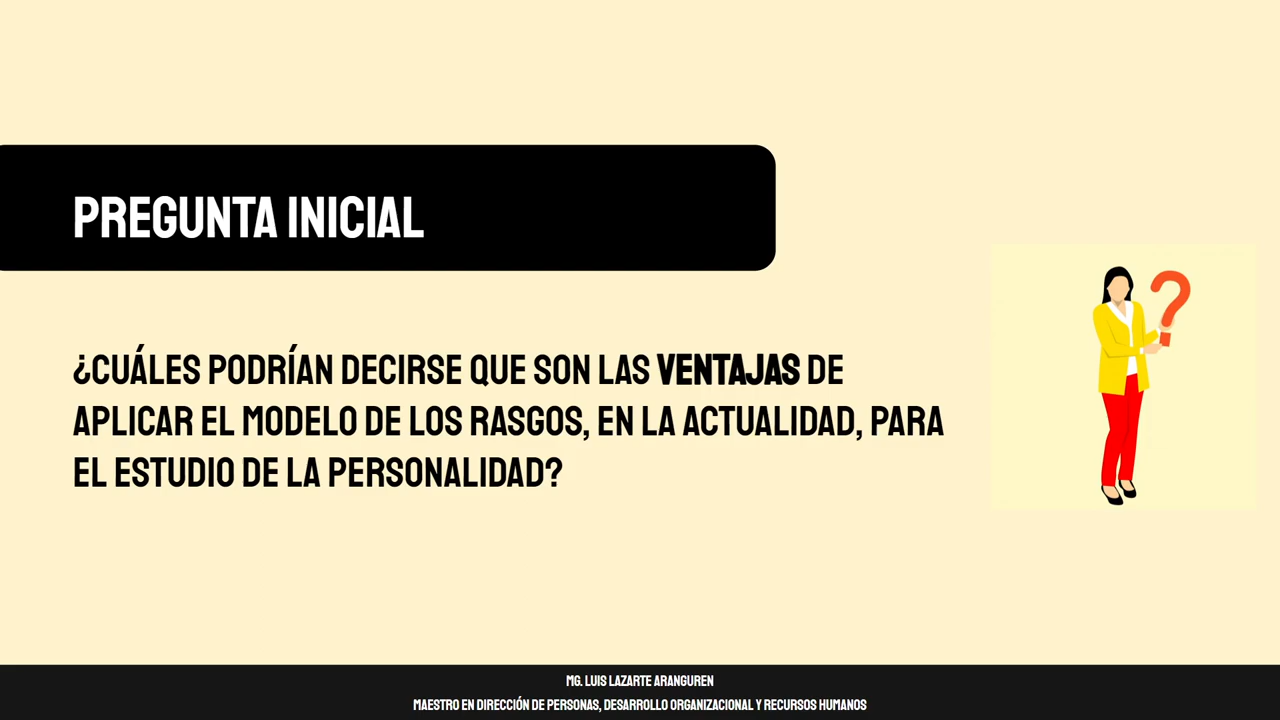 PREGUNTA INICIAL
¿CUÁLES PODRÍAN DECIRSE QUE SON LAS VENTAJAS DE
APLICAR EL MODELO DE LOS RASGOS, EN LA ACTUALIDAD, PARA
EL ESTUDIO DE LA PERSONALIDAD?
MG. LUIS LAZARTE ARANGUREN
MAESTRO EN DIRECCIÓN DE PERSONAS, DESARROLLO ORGANIZACIONAL Y RECURSOS HUMANOS